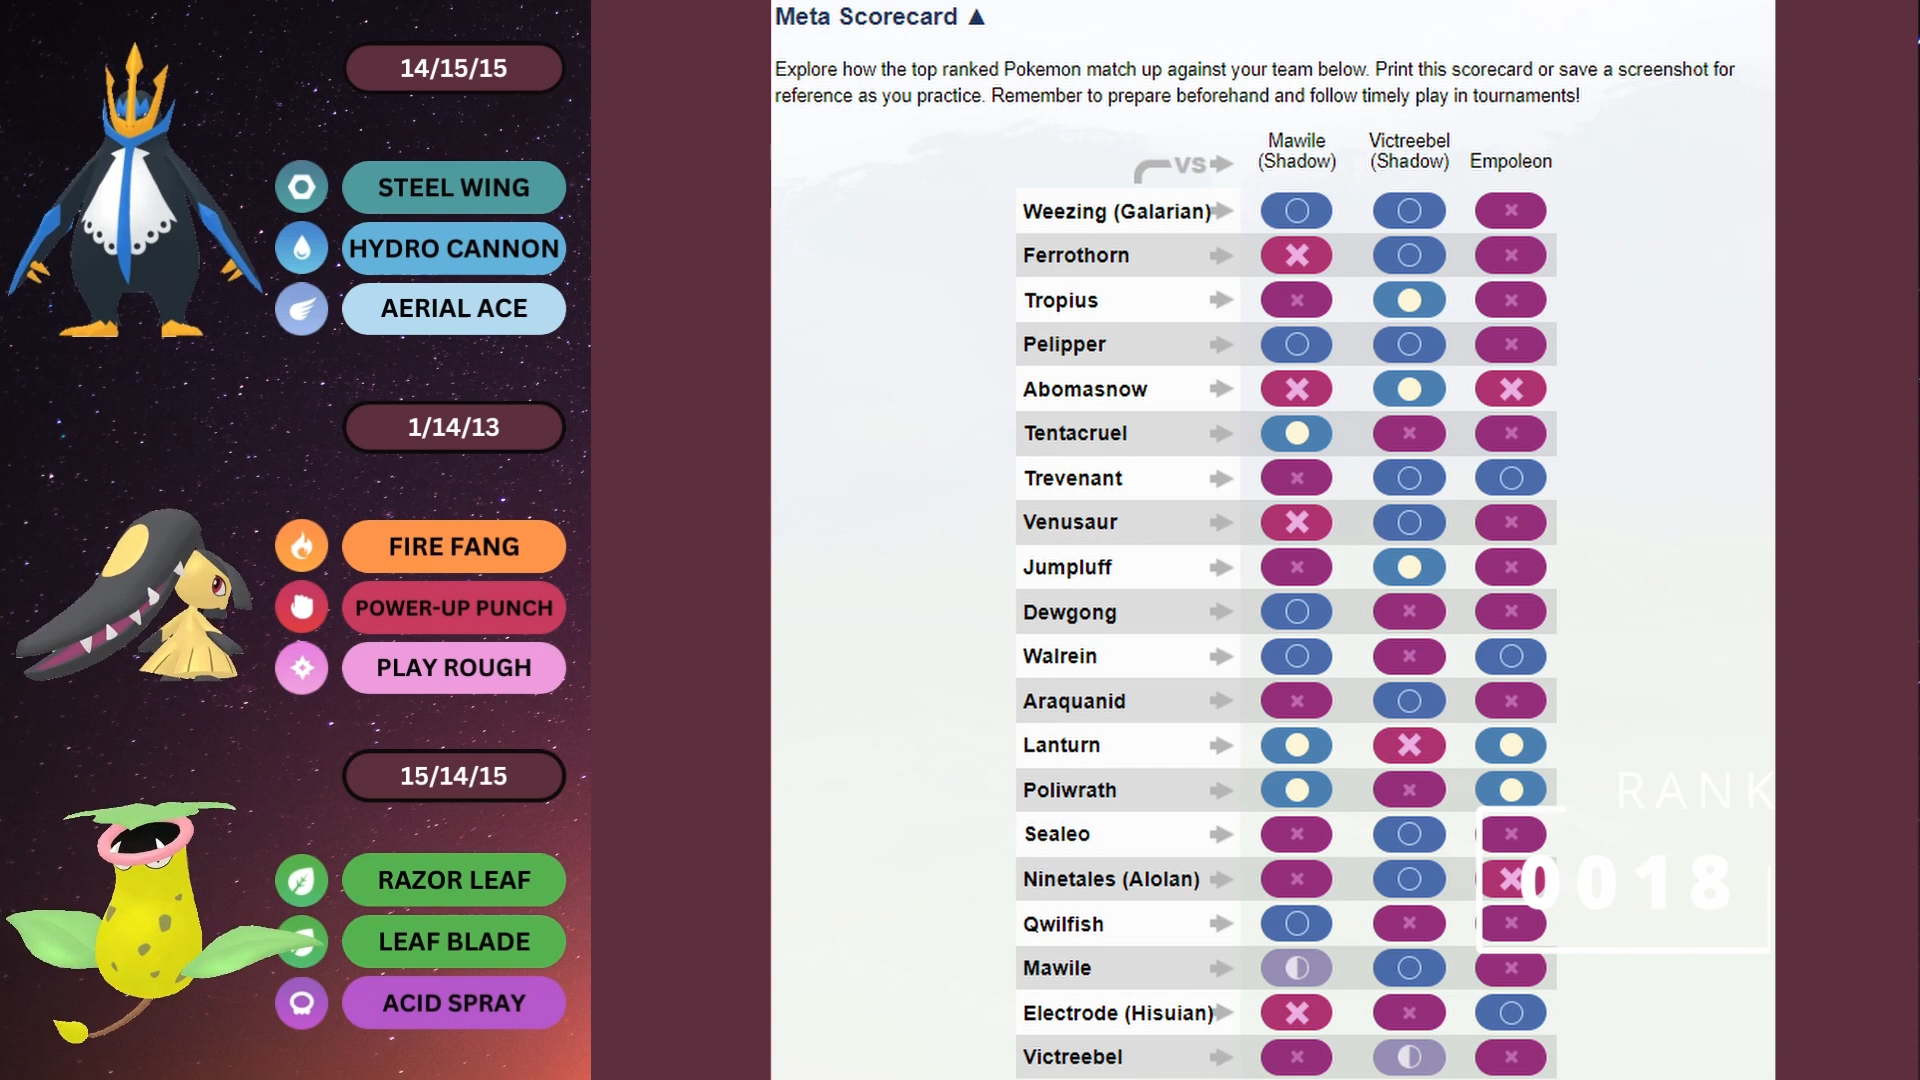 14/15/15
STEEL WING
HYDRO CANNON
AERIAL ACE
1/14/13
FIRE FANG
POWER-UP PUNCH
PLAY ROUGH
15/14/15
RAZOR LEAF
LEAF BLADE
ACID SPRAY
Meta Scorecard ▲
Explore how the top ranked Pokemon match up against your team below. Print this scorecard or save a screenshot for
reference as you practice. Remember to prepare beforehand and follow timely play in tournaments!
VS
Mawile
(Shadow)
Victreebel
(Shadow)
Empoleon
Weezing (Galarian)
Ferrothorn
Tropius
Pelipper
Abomasnow
Tentacruel
Trevenant
Venusaur
Jumpluff
Dewgong
Walrein
Araquanid
Lanturn
Poliwrath
Sealeo
Ninetales (Alolan)
Qwilfish
Mawile
Electrode (Hisuian)
Victreebel
RANK
0018